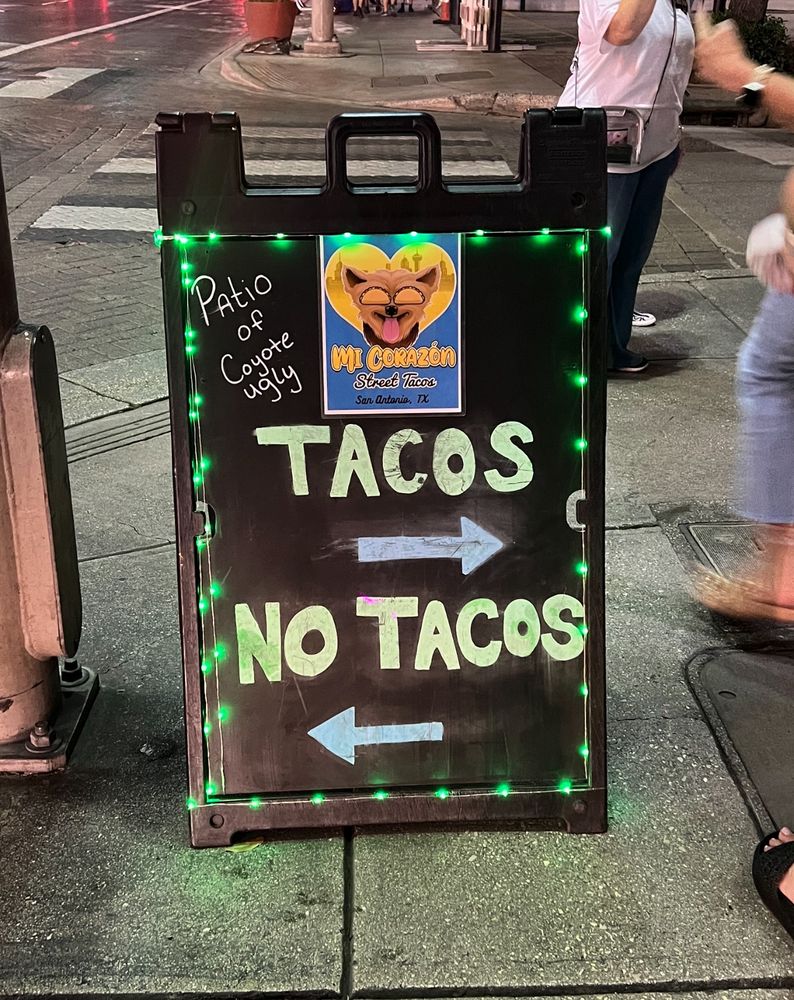 Patio
of
Coyote
ugly
MI CORAZÓN
Street Tacos
San Antonio, TX
TACOS
NO TACOS